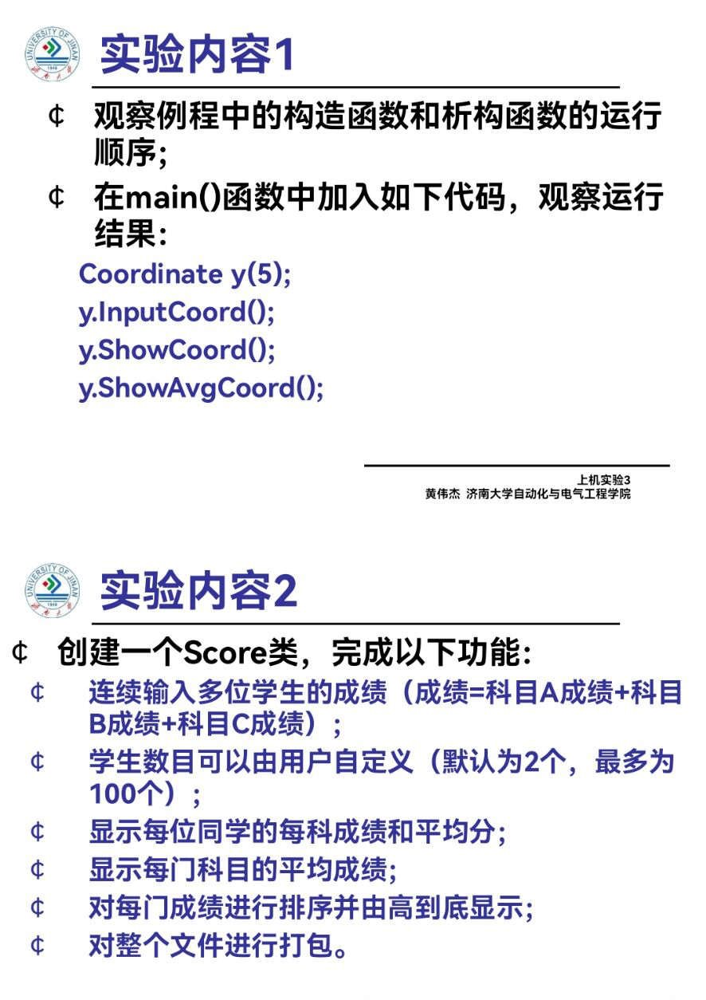 UNIVERSITY OF JINAN
1948
济南大学
实验内容1
¢ 观察例程中的构造函数和析构函数的运行
顺序;
¢ 在main()函数中加入如下代码，观察运行
结果:
Coordinate y(5);
y.InputCoord();
y.ShowCoord();
y.ShowAvgCoord();
上机实验3
黄伟杰 济南大学自动化与电气工程学院
UNIVERSITY OF JINAN
1948
济南大学
实验内容2
¢ 创建一个Score类，完成以下功能:
¢ 连续输入多位学生的成绩（成绩=科目A成绩+科目
B成绩+科目C成绩）;
¢ 学生数目可以由用户自定义（默认为2个，最多为
100个）;
¢ 显示每位同学的每科成绩和平均分;
¢ 显示每门科目的平均成绩;
¢ 对每门成绩进行排序并由高到底显示;
¢ 对整个文件进行打包。